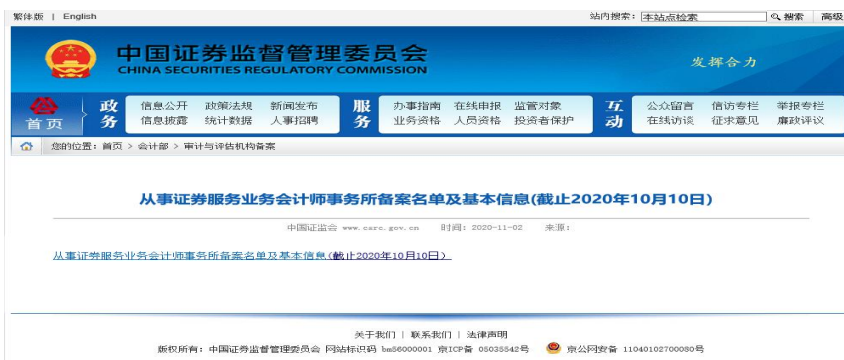 繁体版 | English 站内搜索: 本站点检索 搜索 高级
中国证券监督管理委员会
CHINA SECURITIES REGULATORY COMMISSION
发挥合力
首页
政务
信息公开 政策法规 新闻发布
信息披露 统计数据 人事招聘
服务
办事指南 在线申报 监管对象
业务资格 人员资格 投资者保护
互动
公众留言 信访专栏 举报专栏
在线访谈 征求意见 廉政评议
您的位置: 首页 > 会计部 > 审计与评估机构备案
从事证券服务业务会计师事务所备案名单及基本信息(截止2020年10月10日)
中国证监会 www.csrc.gov.cn 时间: 2020-11-02 来源:
从事证券服务业务会计师事务所备案名单及基本信息(截止2020年10月10日)
关于我们 | 联系我们 | 法律声明
版权所有: 中国证券监督管理委员会 网站标识码 bm56000001 京ICP备 05035542号 京公网安备 11040102700080号